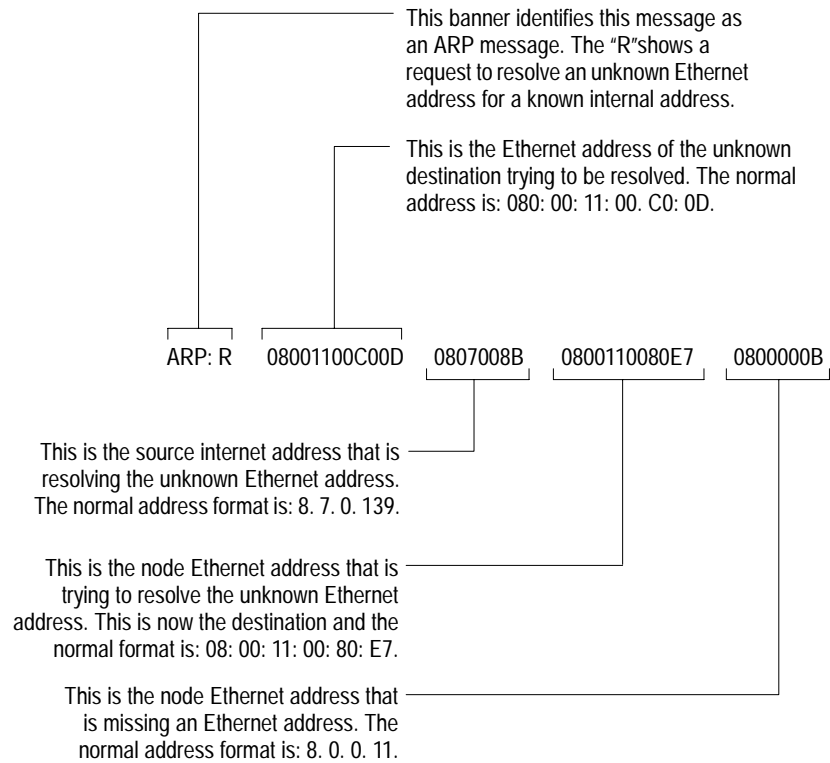 This banner identifies this message as
an ARP message. The “R”shows a
request to resolve an unknown Ethernet
address for a known internal address.
This is the Ethernet address of the unknown
destination trying to be resolved. The normal
address is: 080: 00: 11: 00. C0: 0D.
ARP: R 08001100C00D 0807008B 0800110080E7 0800000B
This is the source internet address that is
resolving the unknown Ethernet address.
The normal address format is: 8. 7. 0. 139.
This is the node Ethernet address that is
trying to resolve the unknown Ethernet
address. This is now the destination and the
normal format is: 08: 00: 11: 00: 80: E7.
This is the node Ethernet address that
is missing an Ethernet address. The
normal address format is: 8. 0. 0. 11.